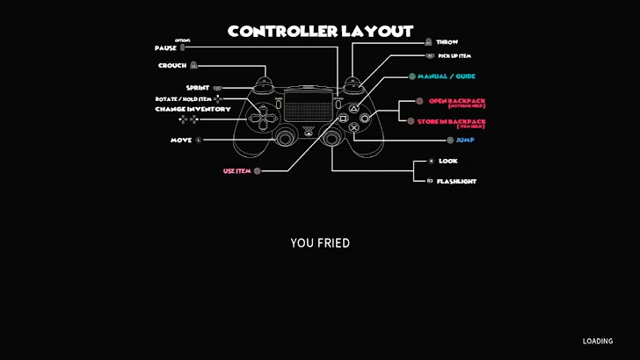 CONTROLLER LAYOUT
OPTIONS
PAUSE
CROUCH
SPRINT
ROTATE / HOLD ITEM
CHANGE INVENTORY
MOVE
USE ITEM
THROW
PICK UP ITEM
MANUAL / GUIDE
OPEN BACKPACK
[NOTHING HELD]
STORE IN BACKPACK
[ITEM HELD]
JUMP
LOOK
FLASHLIGHT
YOU FRIED
LOADING